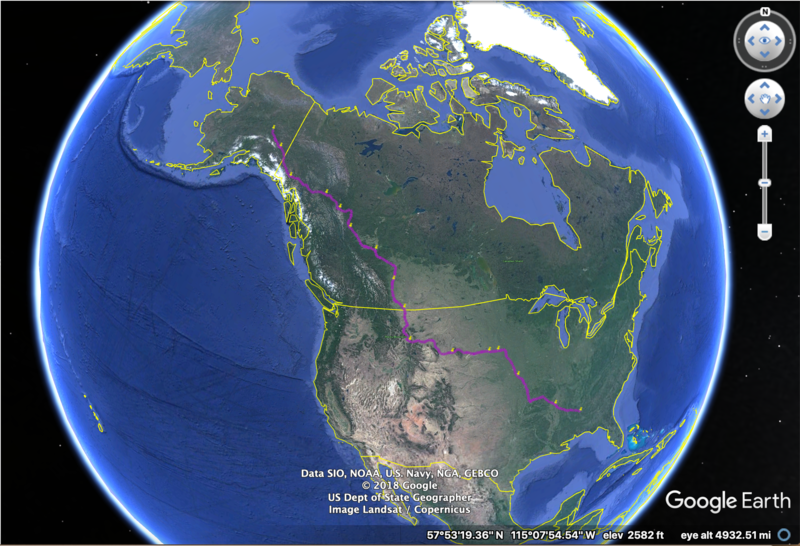 N
Data SIO, NOAA, U.S. Navy, NGA, GEBCO
© 2018 Google
US Dept of State Geographer
Image Landsat / Copernicus
Google Earth
57°53'19.36" N 115°07'54.54" W elev 2582 ft eye alt 4932.51 mi